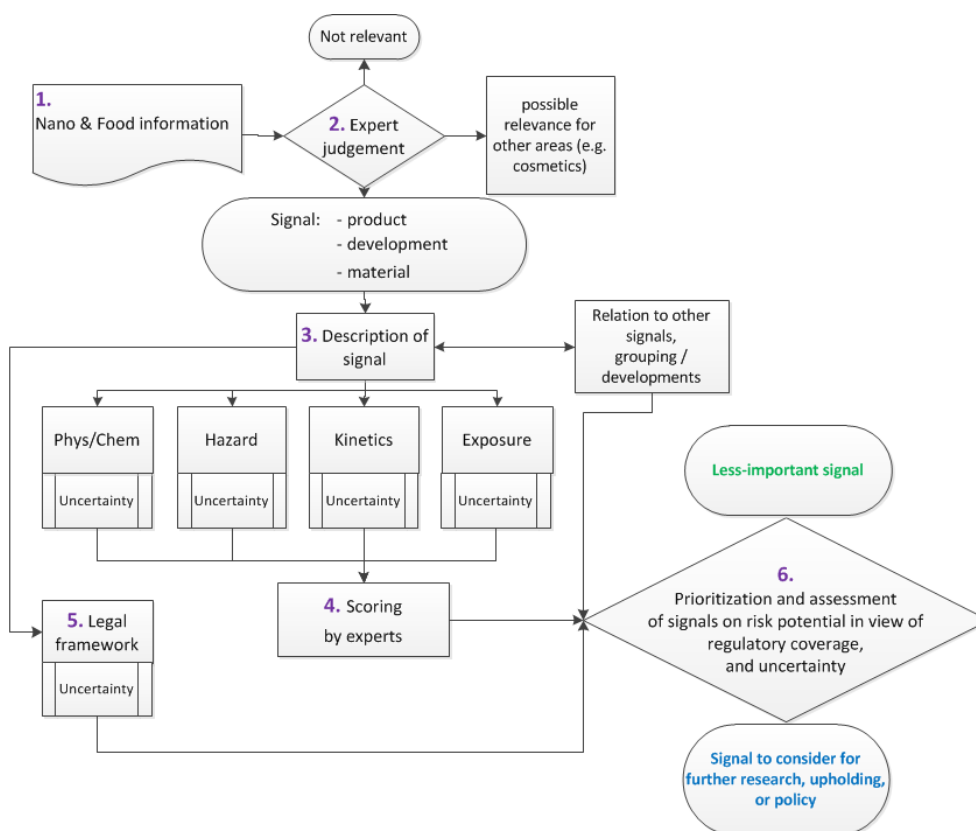 Not relevant
1.
Nano & Food information
2. Expert
judgement
possible
relevance for
other areas (e.g.
cosmetics)
Signal: - product
- development
- material
3. Description of
signal
Relation to other
signals,
grouping /
developments
Phys/Chem
Hazard
Kinetics
Exposure
Uncertainty
Uncertainty
Uncertainty
Uncertainty
Less-important signal
4. Scoring
by experts
5. Legal
framework
Uncertainty
6.
Prioritization and assessment
of signals on risk potential in view of
regulatory coverage,
and uncertainty
Signal to consider for
further research, upholding,
or policy